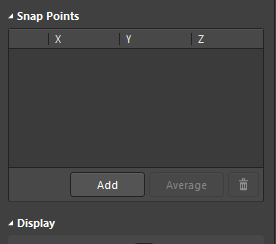 Snap Points
X Y Z
Add Average
Display